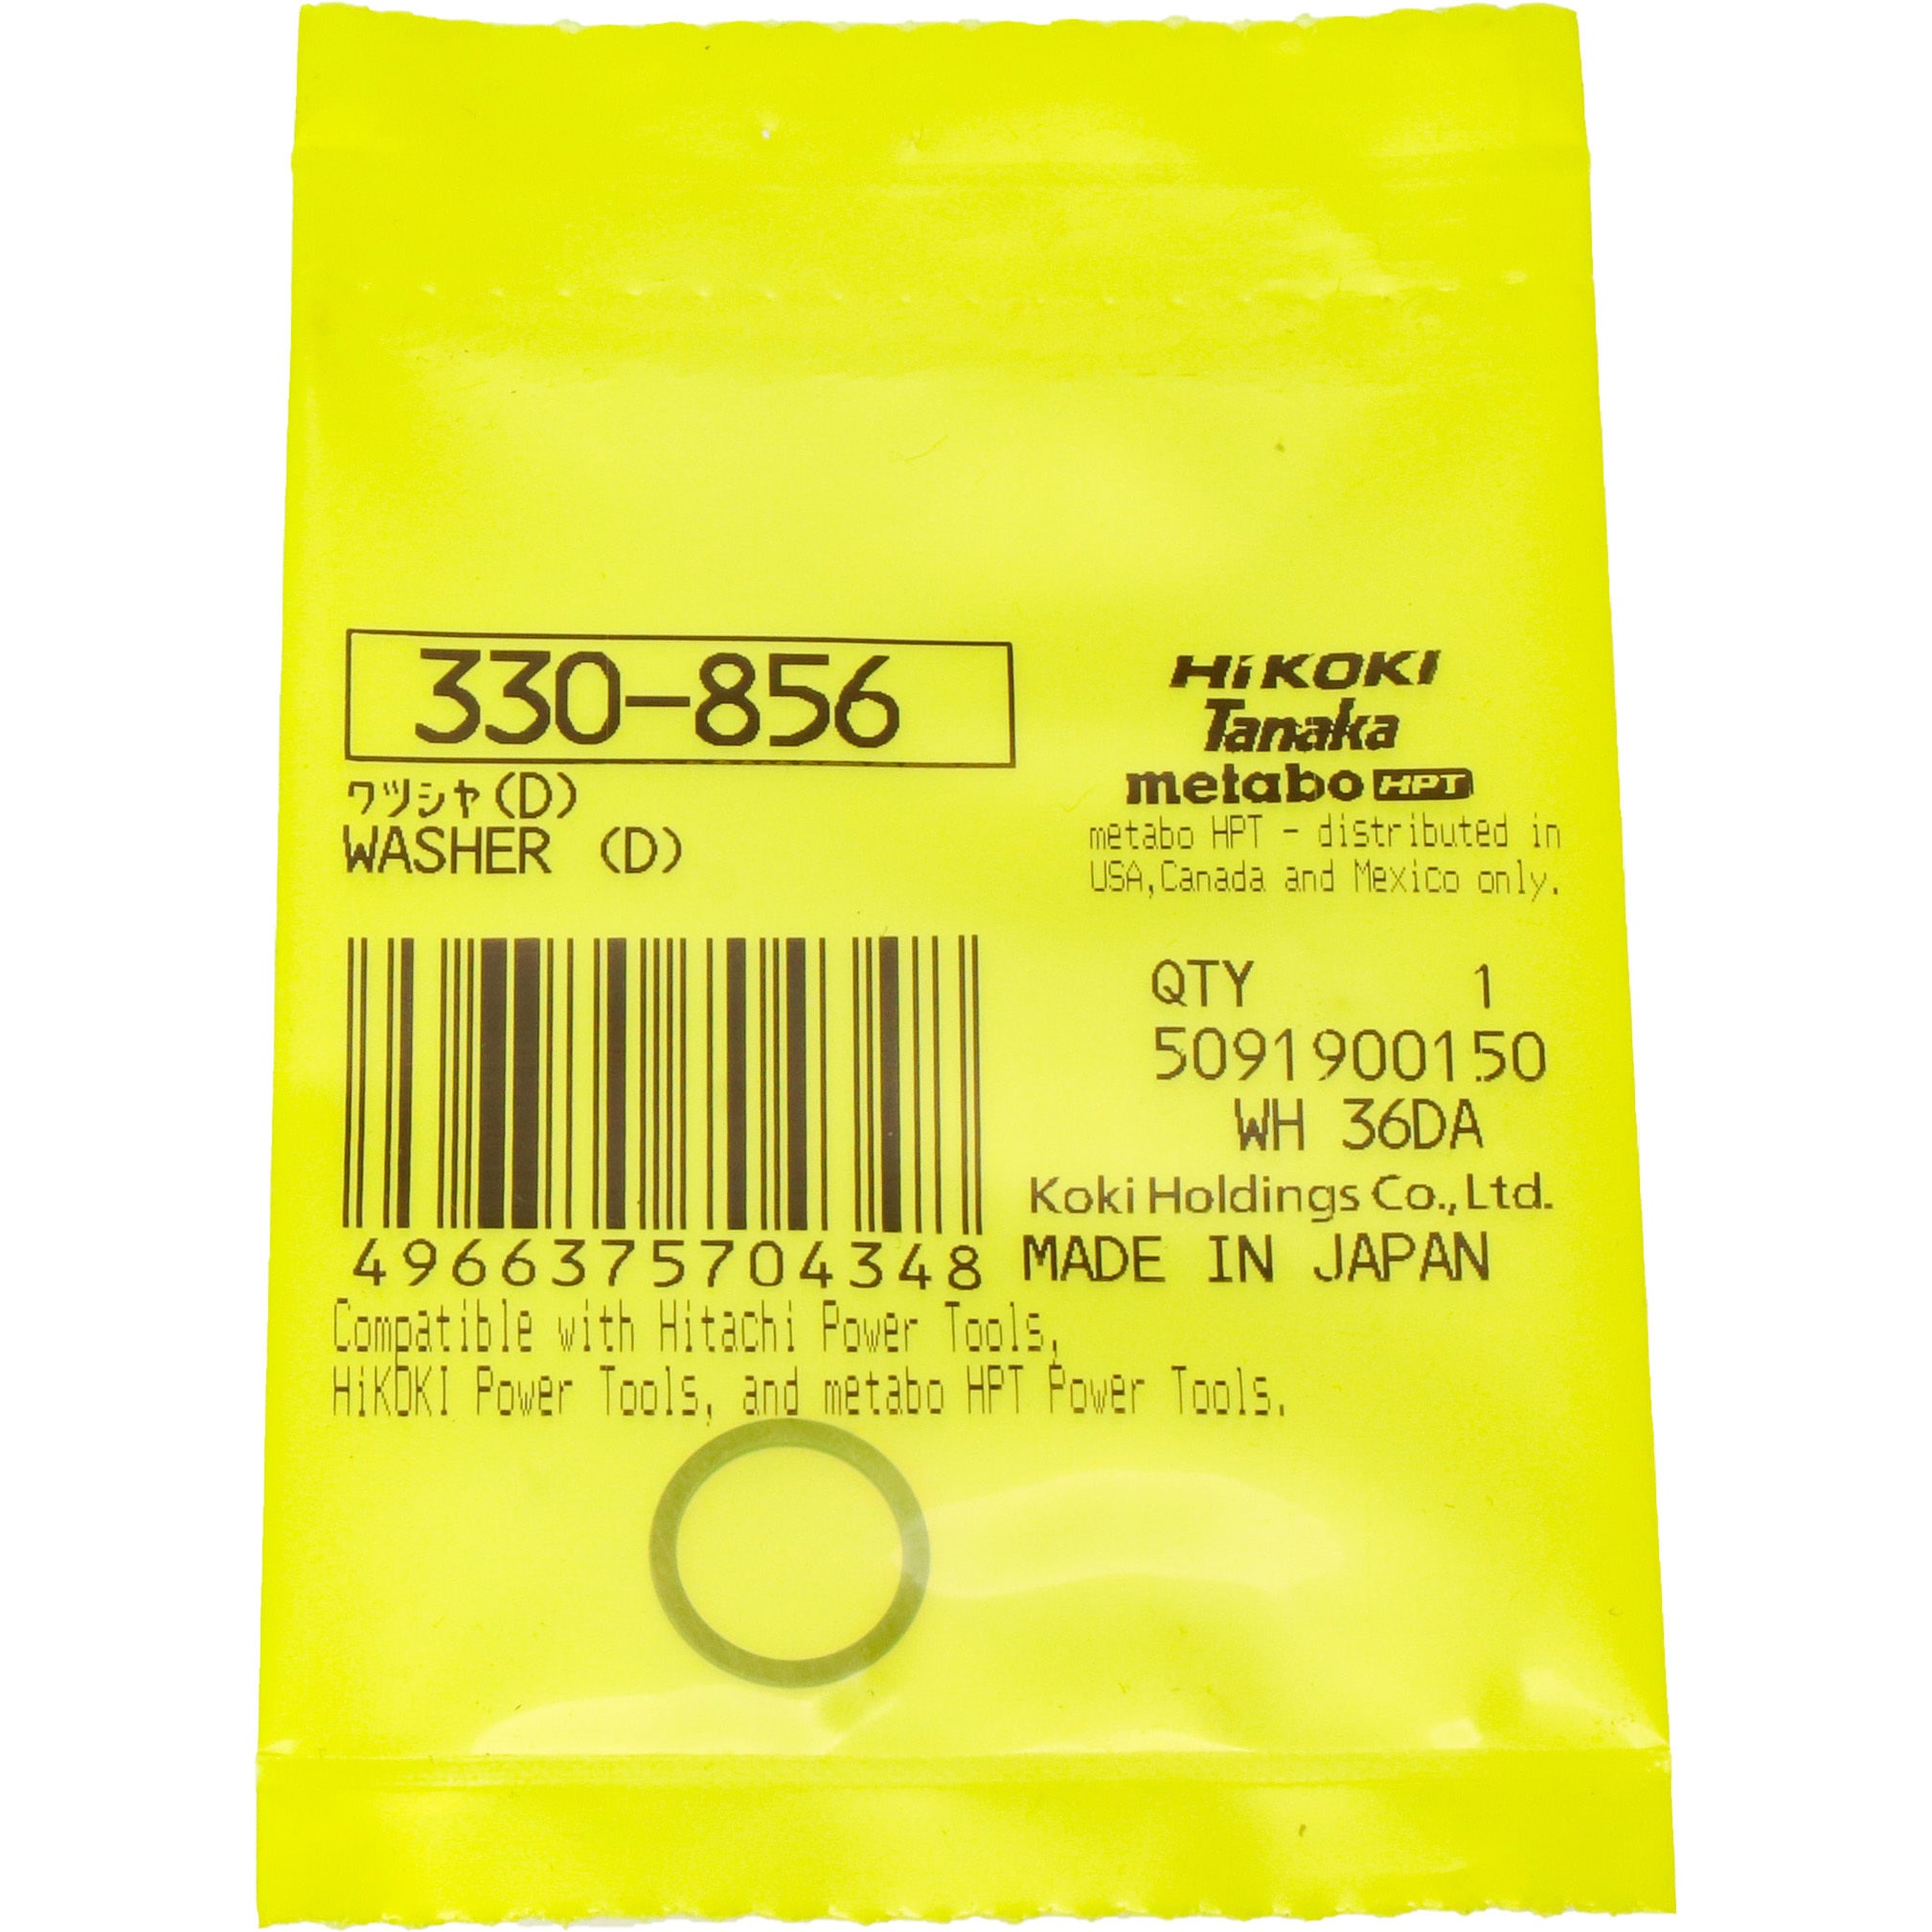 330-856
ワツシヤ(D)
WASHER (D)
HiKOKI
Tanaka
metabo HPT
metabo HPT - distributed in
USA,Canada and Mexico only.
QTY 1
5091900150
WH 36DA
Koki Holdings Co.,Ltd.
4966375704348
MADE IN JAPAN
Compatible with Hitachi Power Tools,
HiKOKI Power Tools, and metabo HPT Power Tools.